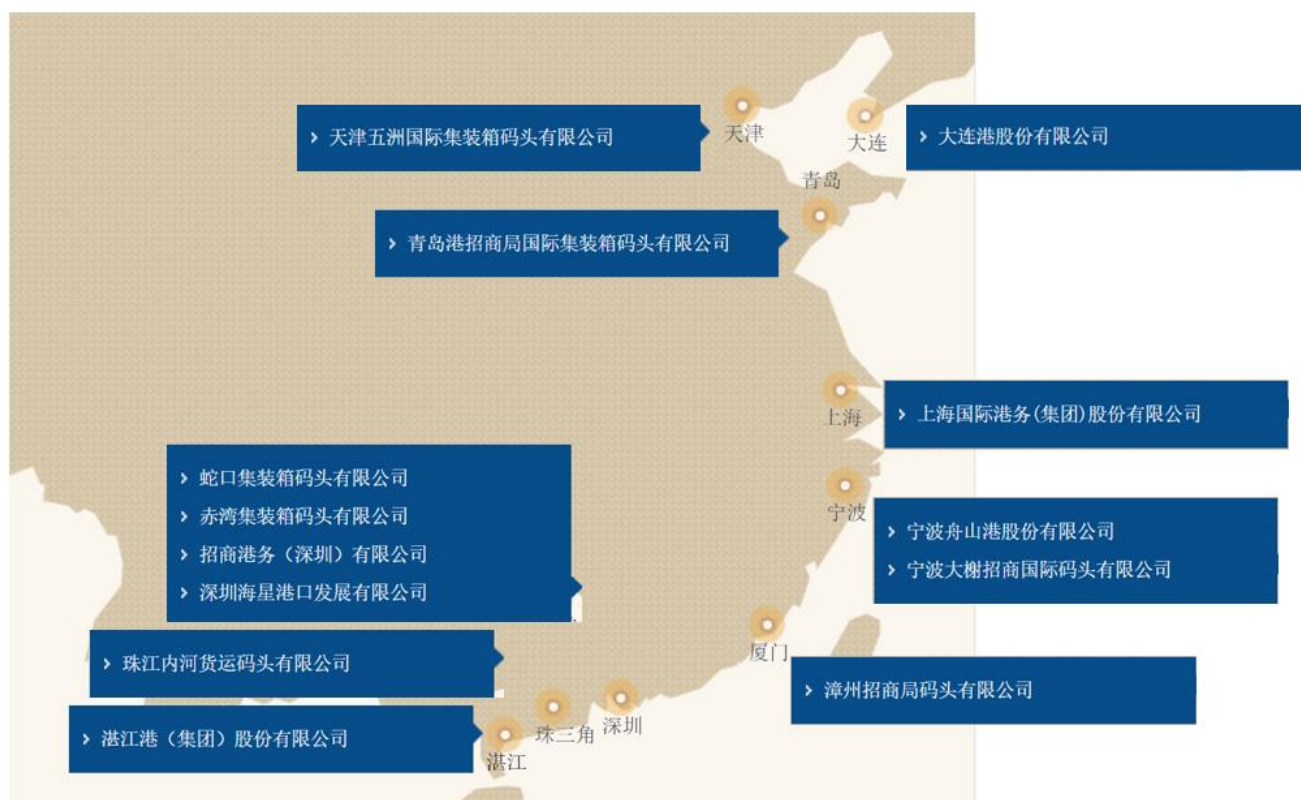 天津五洲国际集装箱码头有限公司
天津
大连
大连港股份有限公司
青岛
青岛港招商局国际集装箱码头有限公司
上海
上海国际港务(集团)股份有限公司
蛇口集装箱码头有限公司
赤湾集装箱码头有限公司
招商港务（深圳）有限公司
深圳海星港口发展有限公司
宁波
宁波舟山港股份有限公司
宁波大榭招商国际码头有限公司
厦门
漳州招商局码头有限公司
珠江内河货运码头有限公司
深圳
珠三角
湛江港（集团）股份有限公司
湛江